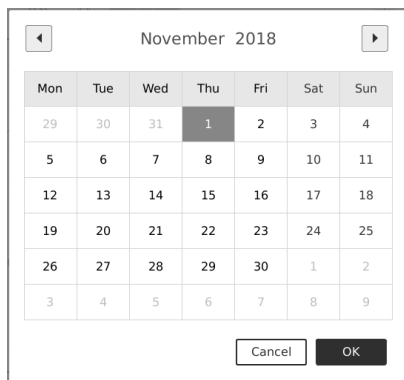 November 2018
Mon Tue Wed Thu Fri Sat Sun
29 30 31 1 2 3 4
5 6 7 8 9 10 11
12 13 14 15 16 17 18
19 20 21 22 23 24 25
26 27 28 29 30 1 2
3 4 5 6 7 8 9
Cancel OK